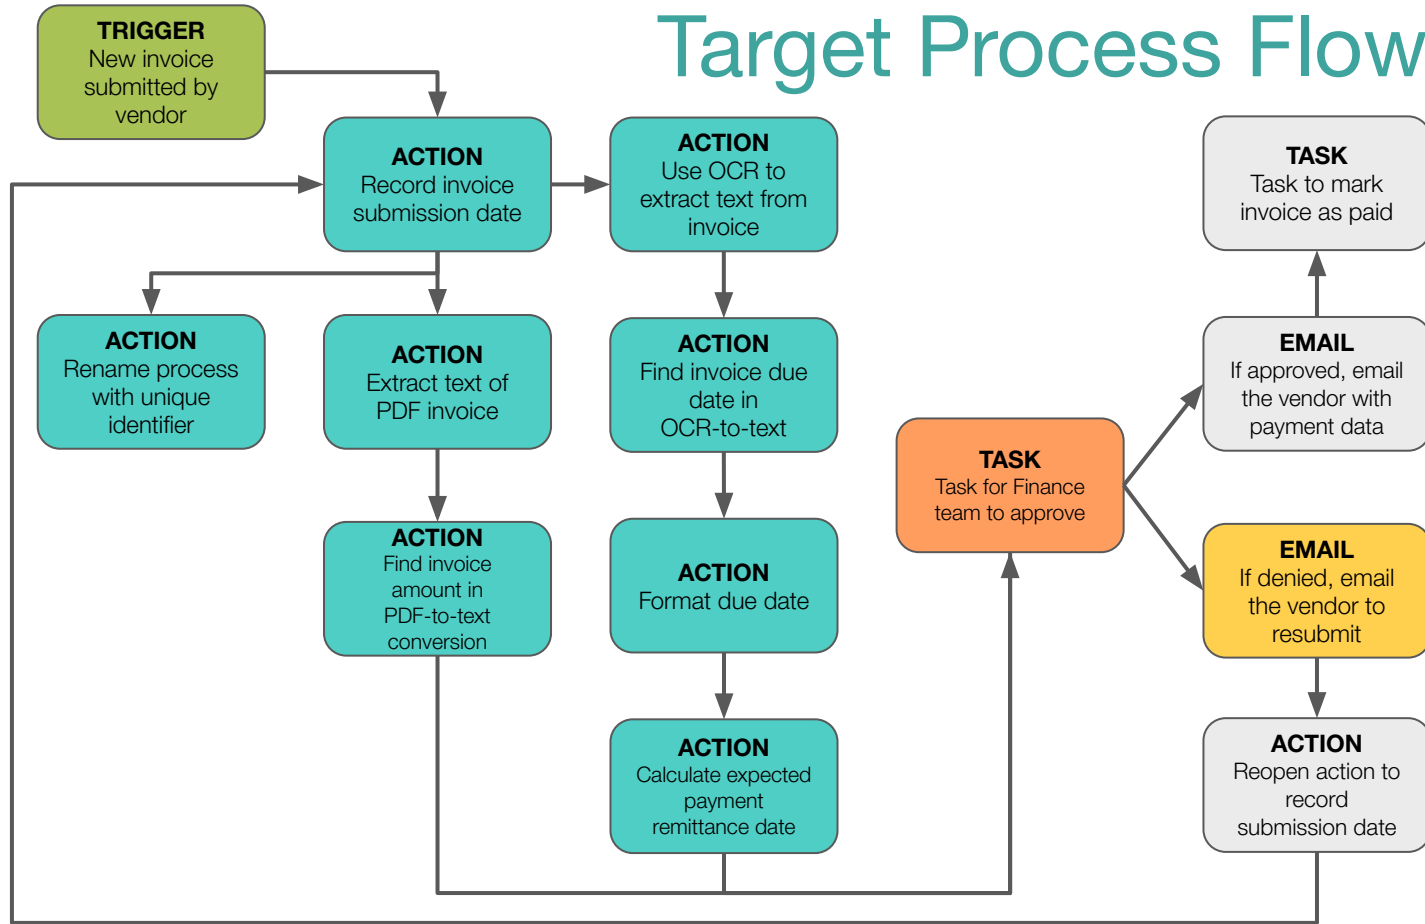 Target Process Flow
TRIGGER
New invoice
submitted by
vendor
ACTION
Record invoice
submission date
ACTION
Use OCR to
extract text from
invoice
TASK
Task to mark
invoice as paid
ACTION
Rename process
with unique
identifier
ACTION
Extract text of
PDF invoice
ACTION
Find invoice due
date in
OCR-to-text
EMAIL
If approved, email
the vendor with
payment data
TASK
Task for Finance
team to approve
ACTION
Find invoice
amount in
PDF-to-text
conversion
ACTION
Format due date
EMAIL
If denied, email
the vendor to
resubmit
ACTION
Calculate expected
payment
remittance date
ACTION
Reopen action to
record
submission date